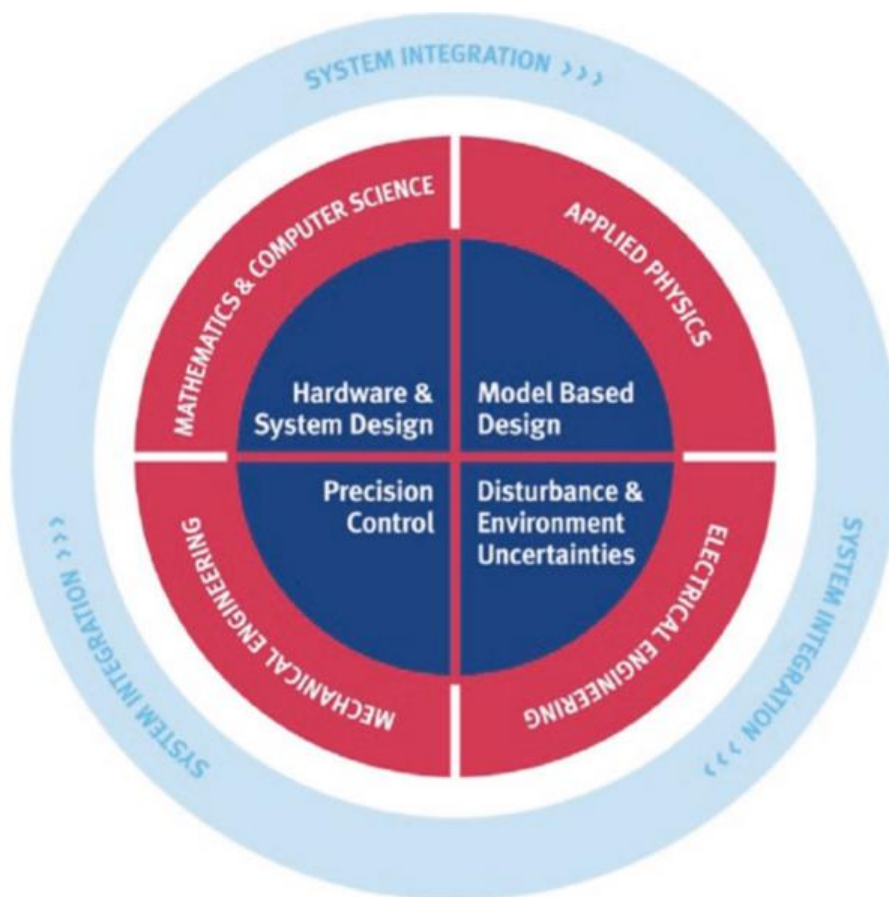 SYSTEM INTEGRATION >>>
MATHEMATICS & COMPUTER SCIENCE
APPLIED PHYSICS
Hardware &
System Design
Model Based
Design
Precision
Control
Disturbance &
Environment
Uncertainties
MECHANICAL ENGINEERING
ELECTRICAL ENGINEERING
SYSTEM INTEGRATION >>>
SYSTEM INTEGRATION >>>